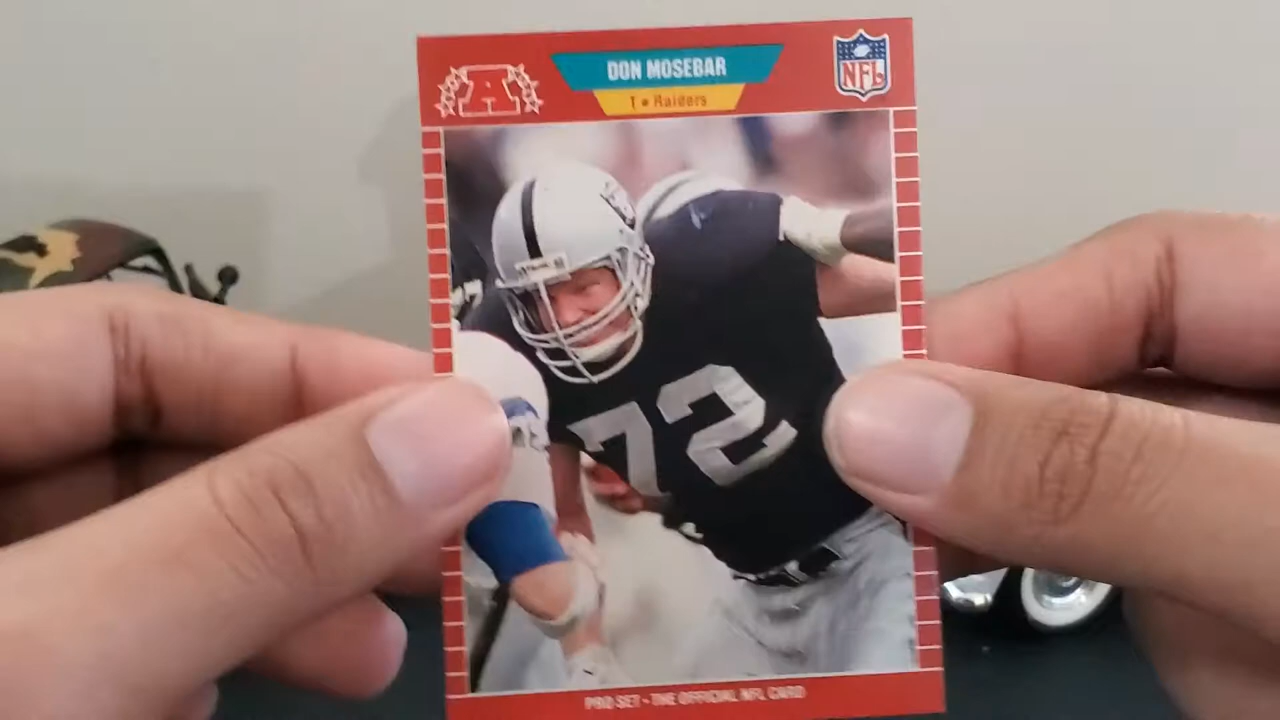 DON MOSEBAR
A
NFL
T • Raiders
72
PRO SET • THE OFFICIAL NFL CARD